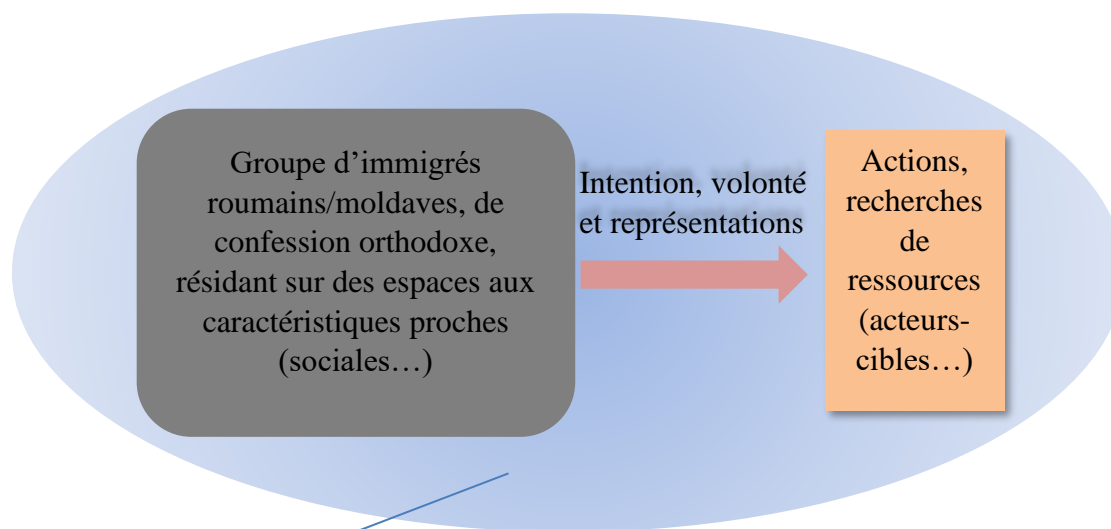 Groupe d’immigrés
roumains/moldaves, de
confession orthodoxe,
résidant sur des espaces aux
caractéristiques proches
(sociales…)
Intention, volonté
et représentations
Actions,
recherches
de
ressources
(acteurs-
cibles…)